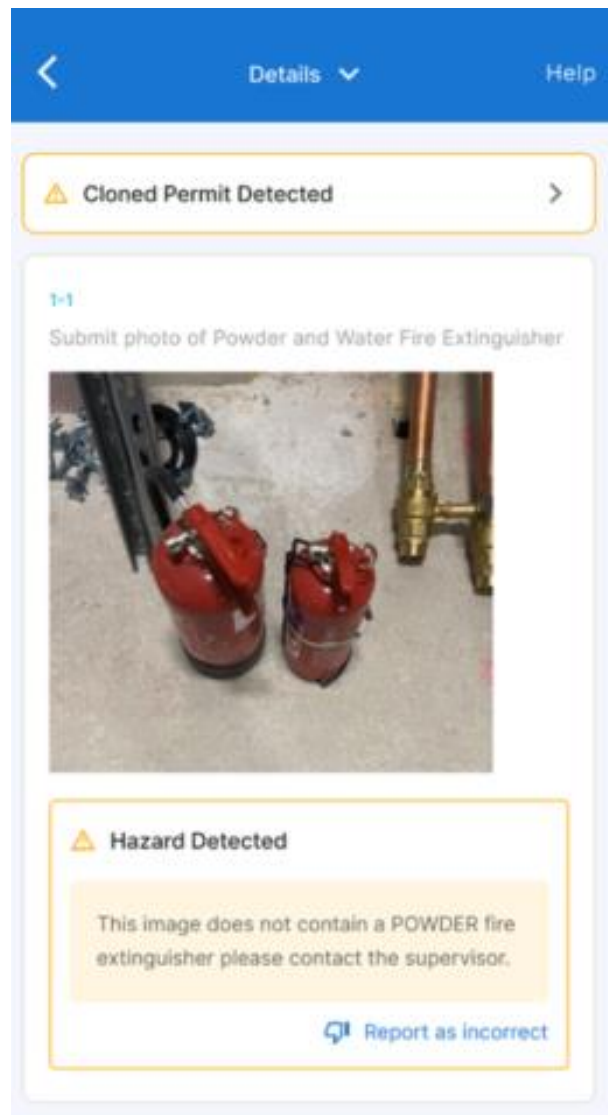 Details
Help
Cloned Permit Detected
1-1
Submit photo of Powder and Water Fire Extinguisher
Hazard Detected
This image does not contain a POWDER fire
extinguisher please contact the supervisor.
Report as incorrect